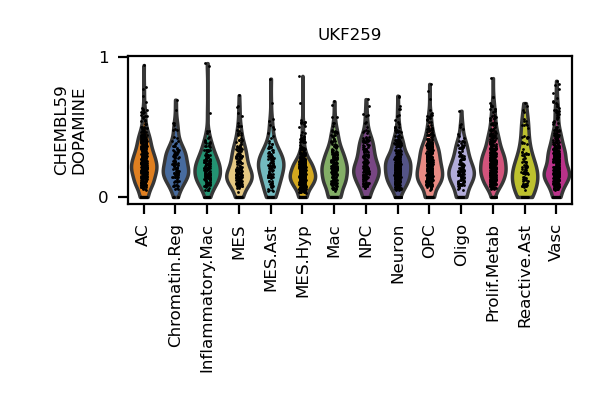 UKF259
CHEMBL59
DOPAMINE
1
0
AC
Chromatin.Reg
Inflammatory.Mac
MES
MES.Ast
MES.Hyp
Mac
NPC
Neuron
OPC
Oligo
Prolif.Metab
Reactive.Ast
Vasc